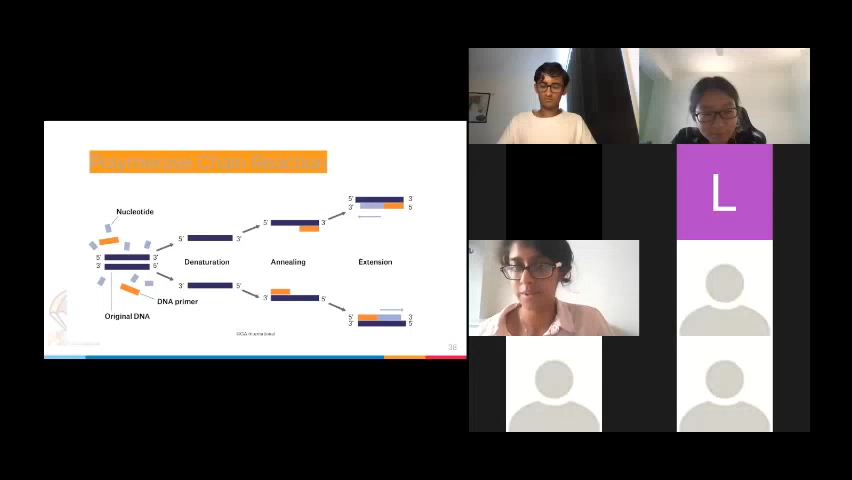 Polymerase Chain Reaction
Nucleotide
5' 3'
3' 5'
5' 3'
3' 5'
5' 3'
3' 5'
5' 3'
3' 5'
Denaturation
Annealing
Extension
DNA primer
Original DNA
5' 3'
3' 5'
38
L